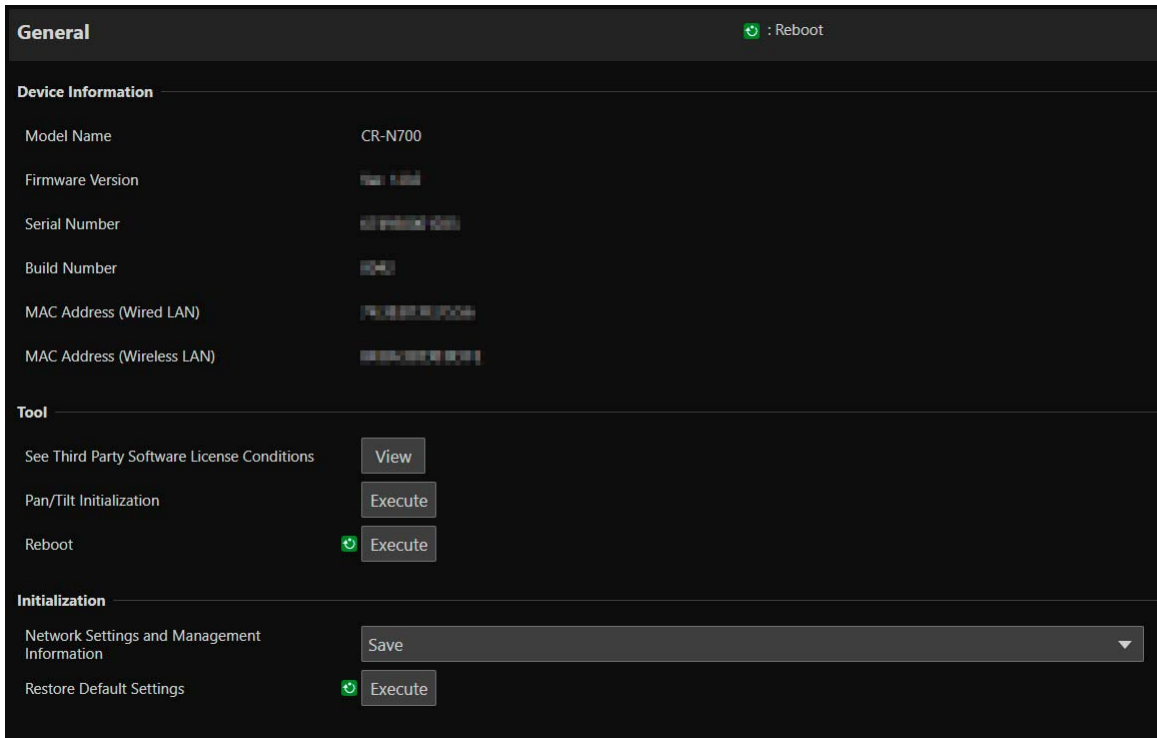 General
: Reboot
Device Information
Model Name
CR-N700
Firmware Version
Serial Number
Build Number
MAC Address (Wired LAN)
MAC Address (Wireless LAN)
Tool
See Third Party Software License Conditions
View
Pan/Tilt Initialization
Execute
Reboot
Execute
Initialization
Network Settings and Management
Information
Save
Restore Default Settings
Execute